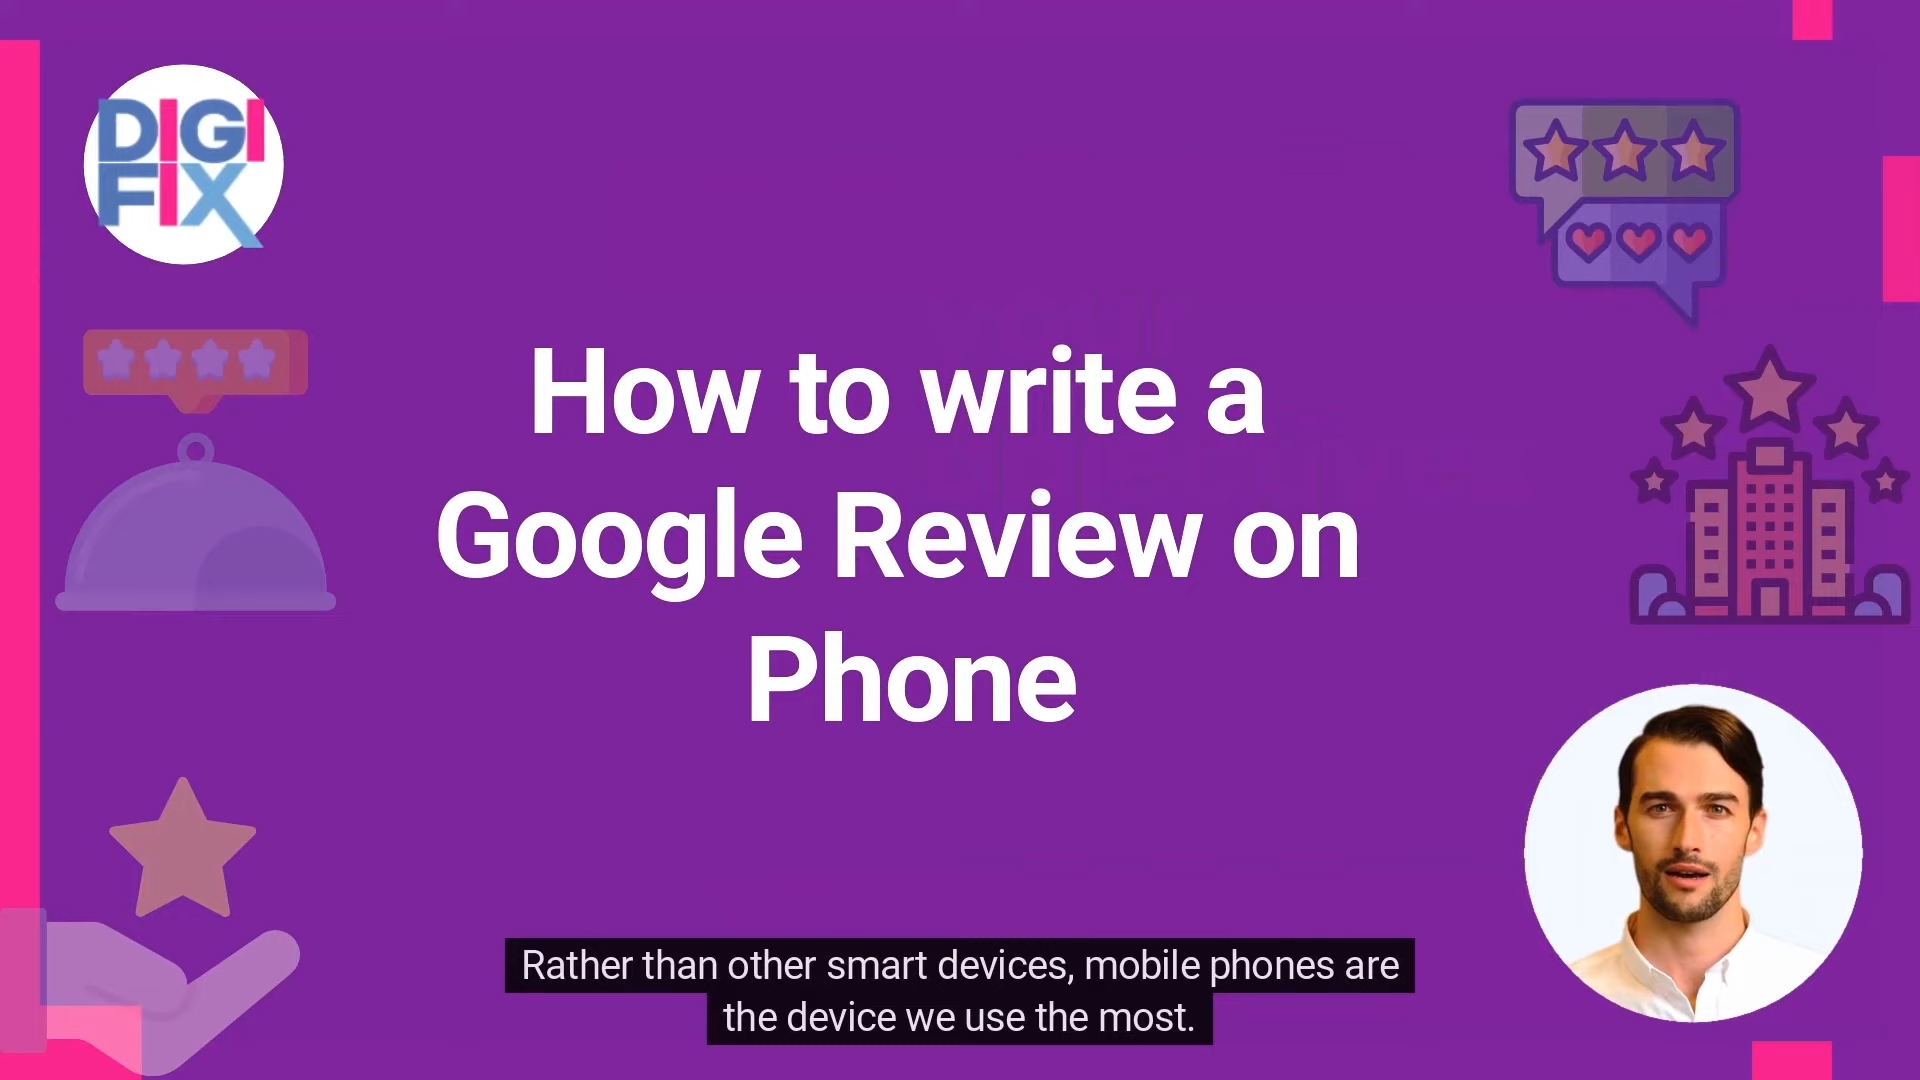 DIGI
FIX
How to write a
Google Review on
Phone
Rather than other smart devices, mobile phones are
the device we use the most.